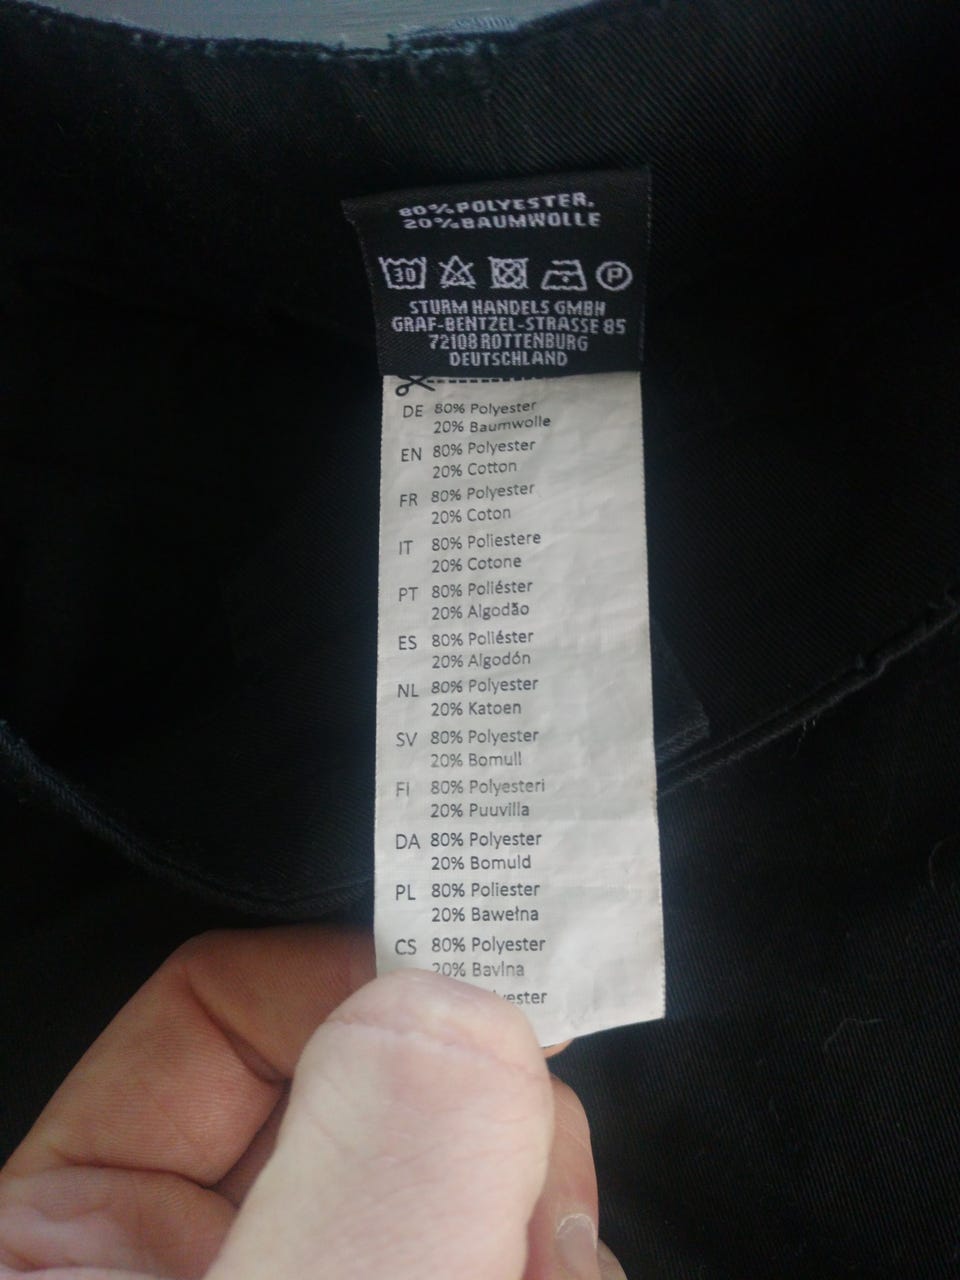 80% POLYESTER,
20% BAUMWOLLE
30 P
STURM HANDELS GMBH
GRAF-BENTZEL-STRASSE 85
72108 ROTTENBURG
DEUTSCHLAND
DE 80% Polyester
20% Baumwolle
EN 80% Polyester
20% Cotton
FR 80% Polyester
20% Coton
IT 80% Poliestere
20% Cotone
PT 80% Poliéster
20% Algodão
ES 80% Poliéster
20% Algodón
NL 80% Polyester
20% Katoen
SV 80% Polyester
20% Bomull
FI 80% Polyesteri
20% Puuvilla
DA 80% Polyester
20% Bomuld
PL 80% Poliester
20% Bawełna
CS 80% Polyester
20% Bavlna